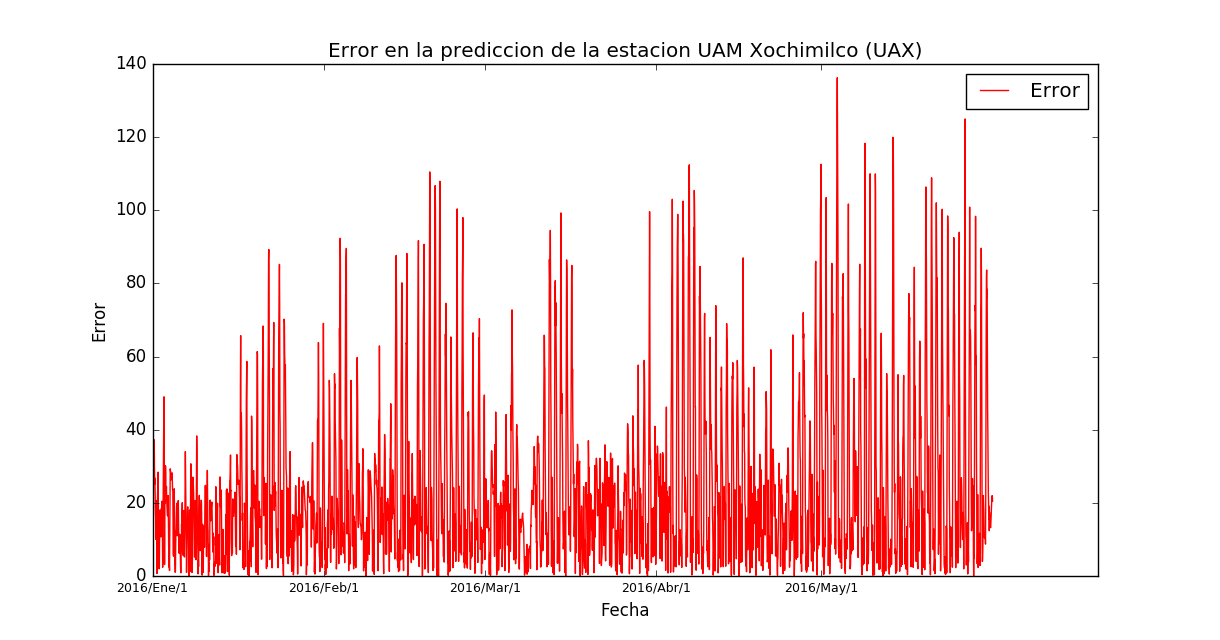 Error en la prediccion de la estacion UAM Xochimilco (UAX)
Error
140
120
100
80
60
40
20
0
Error
2016/Ene/1
2016/Feb/1
2016/Mar/1
2016/Abr/1
2016/May/1
Fecha